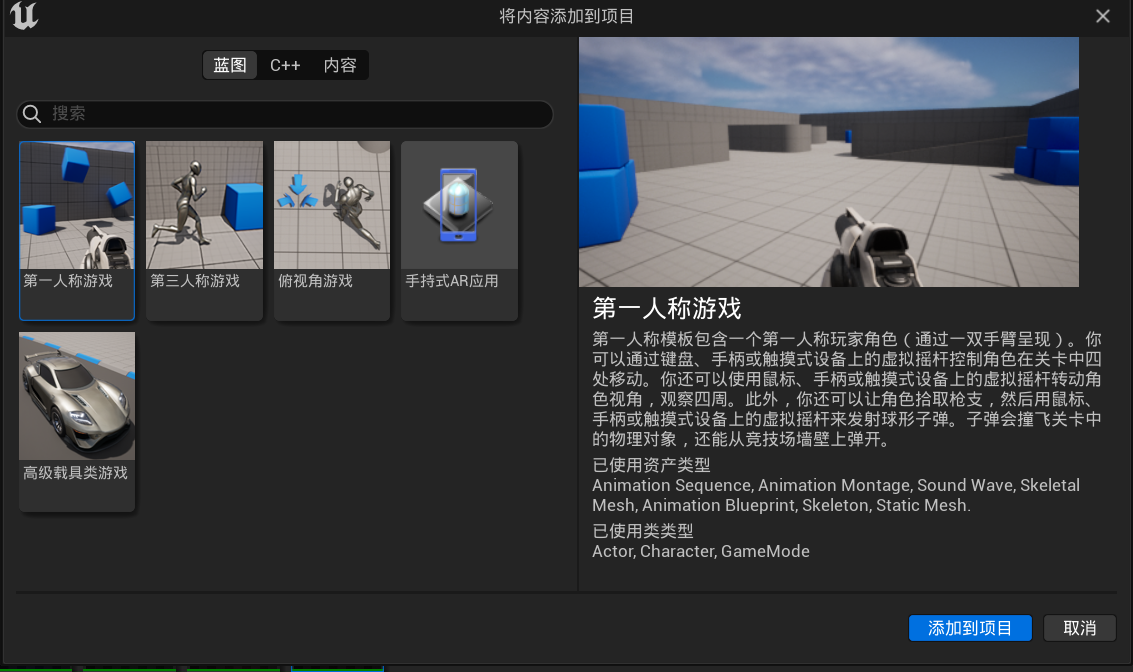 将内容添加到项目
蓝图 C++ 内容
搜索
第一人称游戏
第三人称游戏
俯视角游戏
手持式AR应用
高级载具类游戏
第一人称游戏
第一人称模板包含一个第一人称玩家角色（通过一双手臂呈现）。你
可以通过键盘、手柄或触摸式设备上的虚拟摇杆控制角色在关卡中四
处移动。你还可以使用鼠标、手柄或触摸式设备上的虚拟摇杆转动角
色视角，观察四周。此外，你还可以让角色拾取枪支，然后用鼠标、
手柄或触摸式设备上的虚拟摇杆来发射球形子弹。子弹会撞飞关卡中
的物理对象，还能从竞技场墙壁上弹开。
已使用资产类型
Animation Sequence, Animation Montage, Sound Wave, Skeletal
Mesh, Animation Blueprint, Skeleton, Static Mesh.
已使用类类型
Actor, Character, GameMode
添加到项目
取消